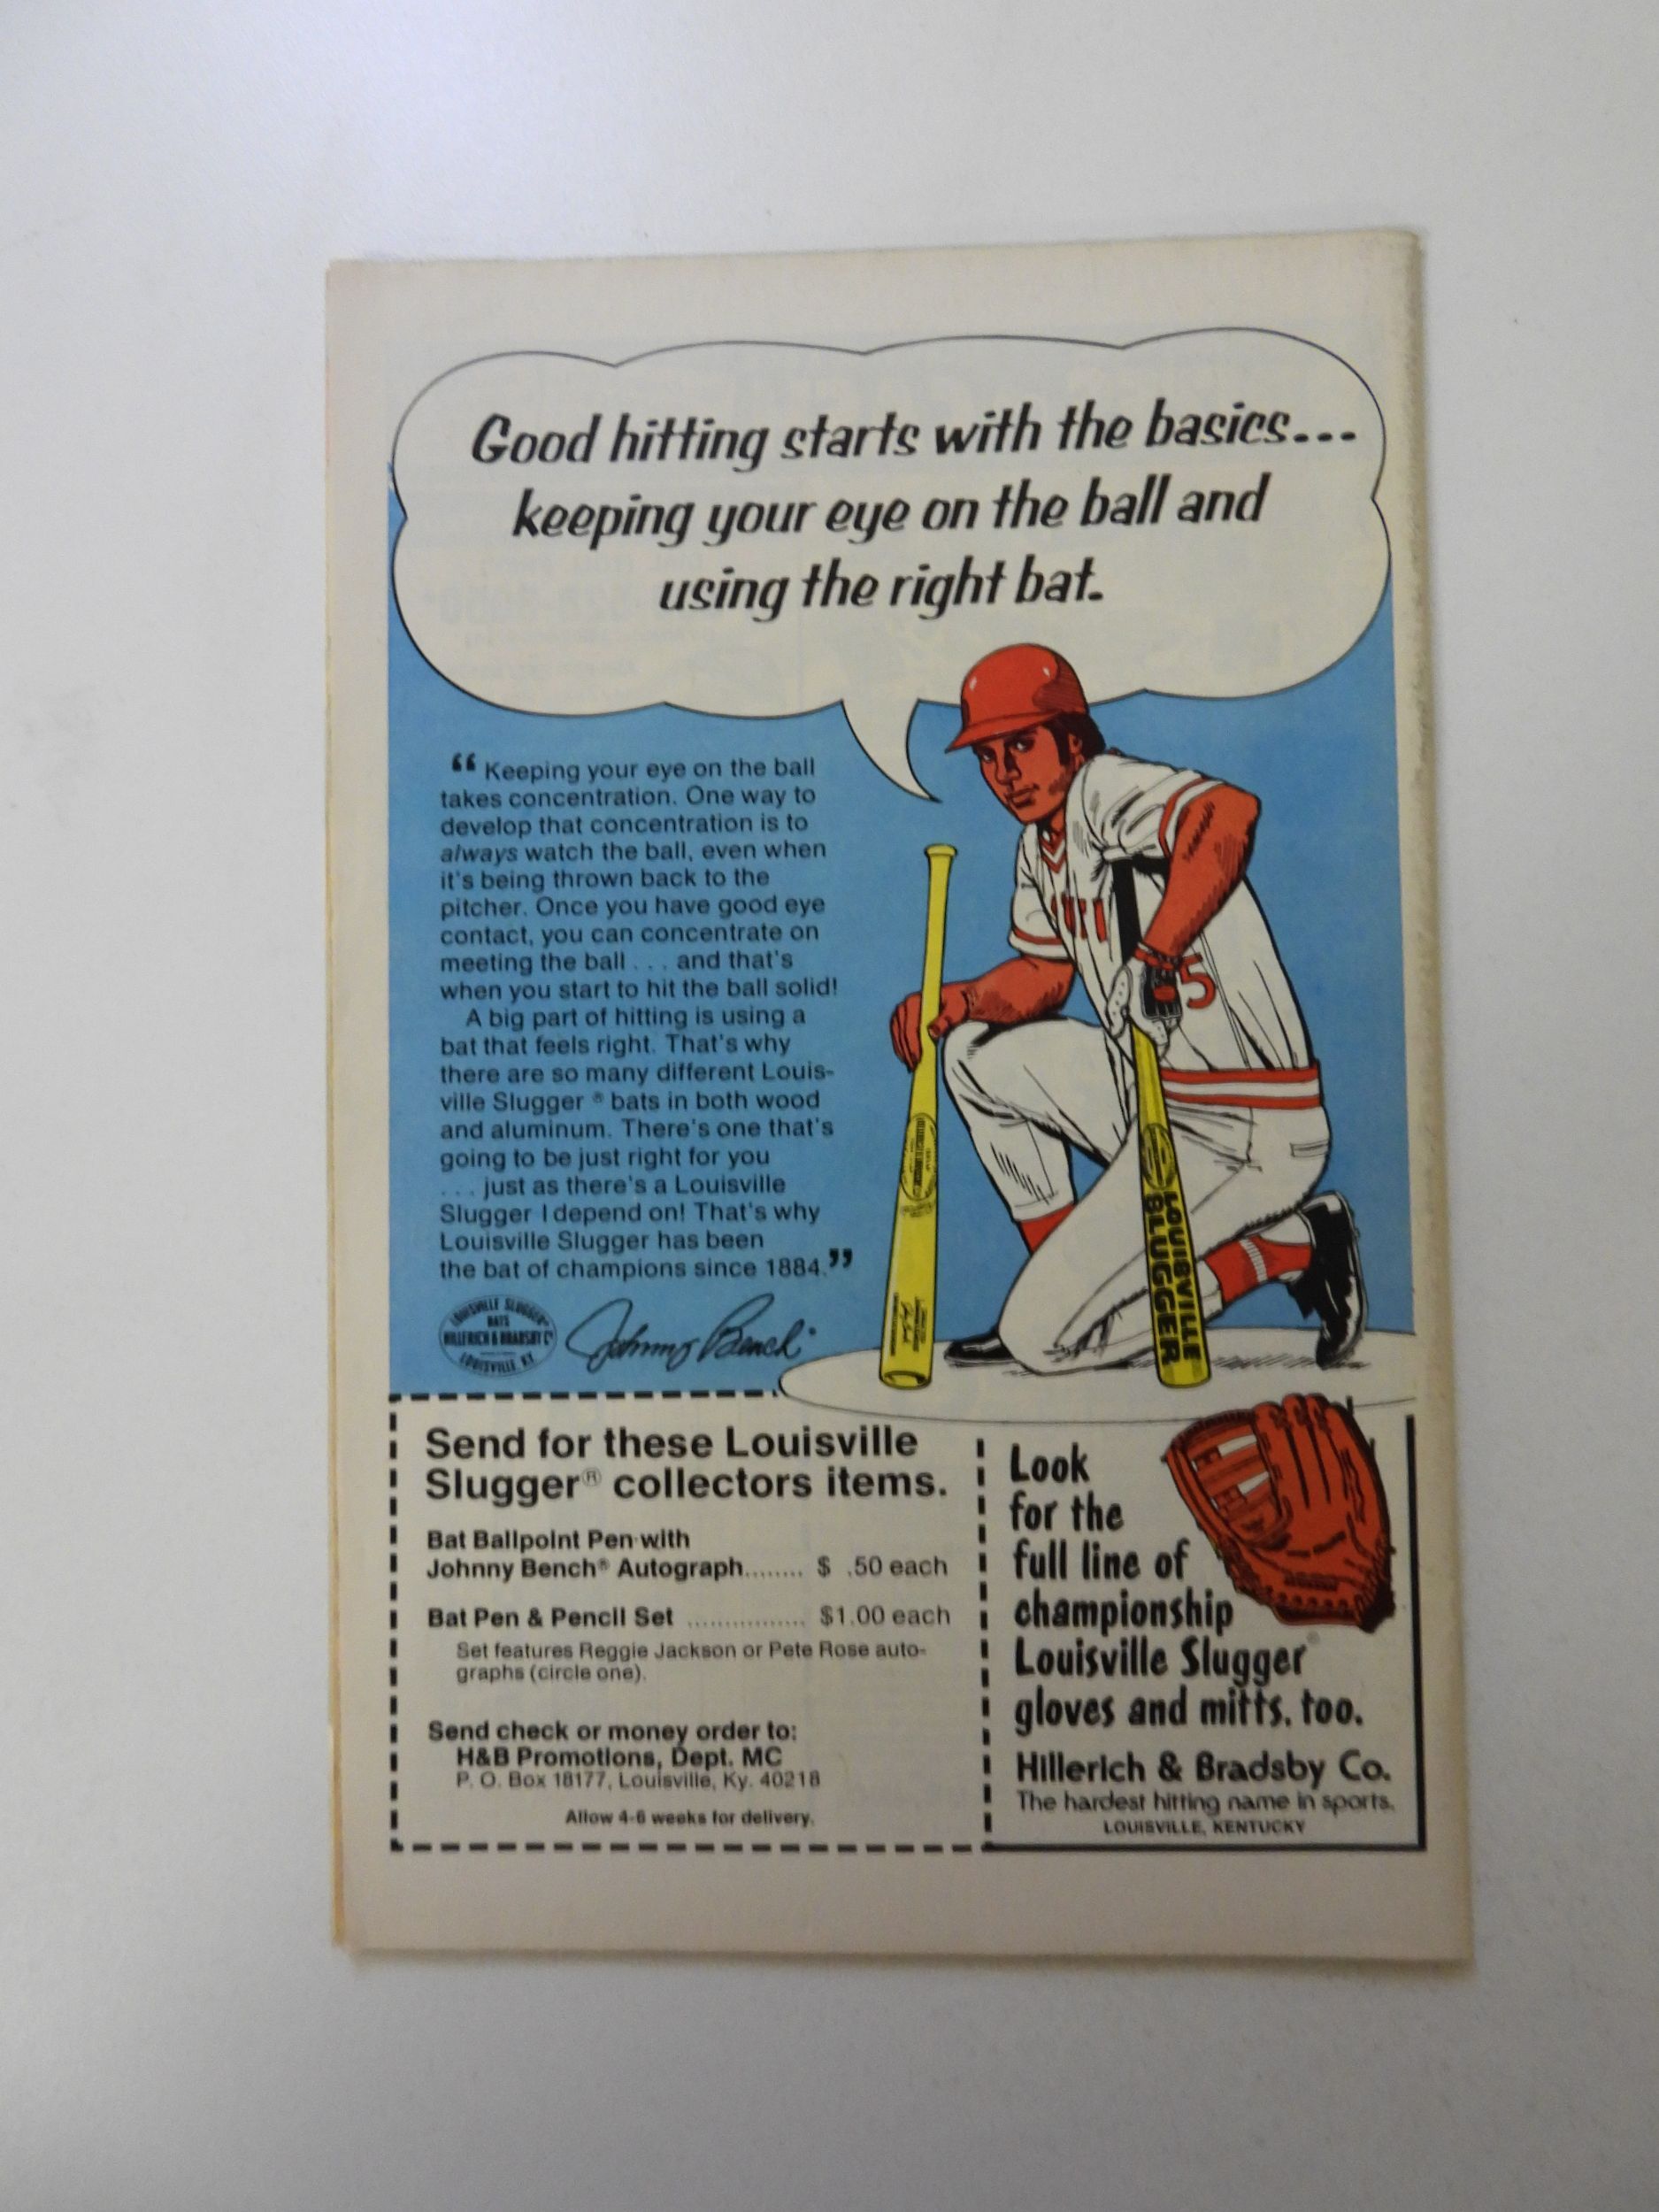 Good hitting starts with the basics...
keeping your eye on the ball and
using the right bat.
“ Keeping your eye on the ball
takes concentration. One way to
develop that concentration is to
always watch the ball, even when
it's being thrown back to the
pitcher. Once you have good eye
contact, you can concentrate on
meeting the ball . . . and that's
when you start to hit the ball solid!
A big part of hitting is using a
bat that feels right. That's why
there are so many different Louis-
ville Slugger ® bats in both wood
and aluminum. There's one that's
going to be just right for you
. . . just as there's a Louisville
Slugger I depend on! That's why
Louisville Slugger has been
the bat of champions since 1884.”
LOUISVILLE SLUGGER
BATS
HILLERICH & BRADSBY Co
LOUISVILLE KY.
Johnny Bench
5
LOUISVILLE
SLUGGER
Send for these Louisville
Slugger® collectors items.
Bat Ballpoint Pen with
Johnny Bench® Autograph........ $ .50 each
Bat Pen & Pencil Set ................ $1.00 each
Set features Reggie Jackson or Pete Rose auto-
graphs (circle one).
Send check or money order to:
H&B Promotions, Dept. MC
P. O. Box 18177, Louisville, Ky. 40218
Allow 4-6 weeks for delivery.
Look
for the
full line of
championship
Louisville Slugger®
gloves and mitts, too.
Hillerich & Bradsby Co.
The hardest hitting name in sports.
LOUISVILLE, KENTUCKY